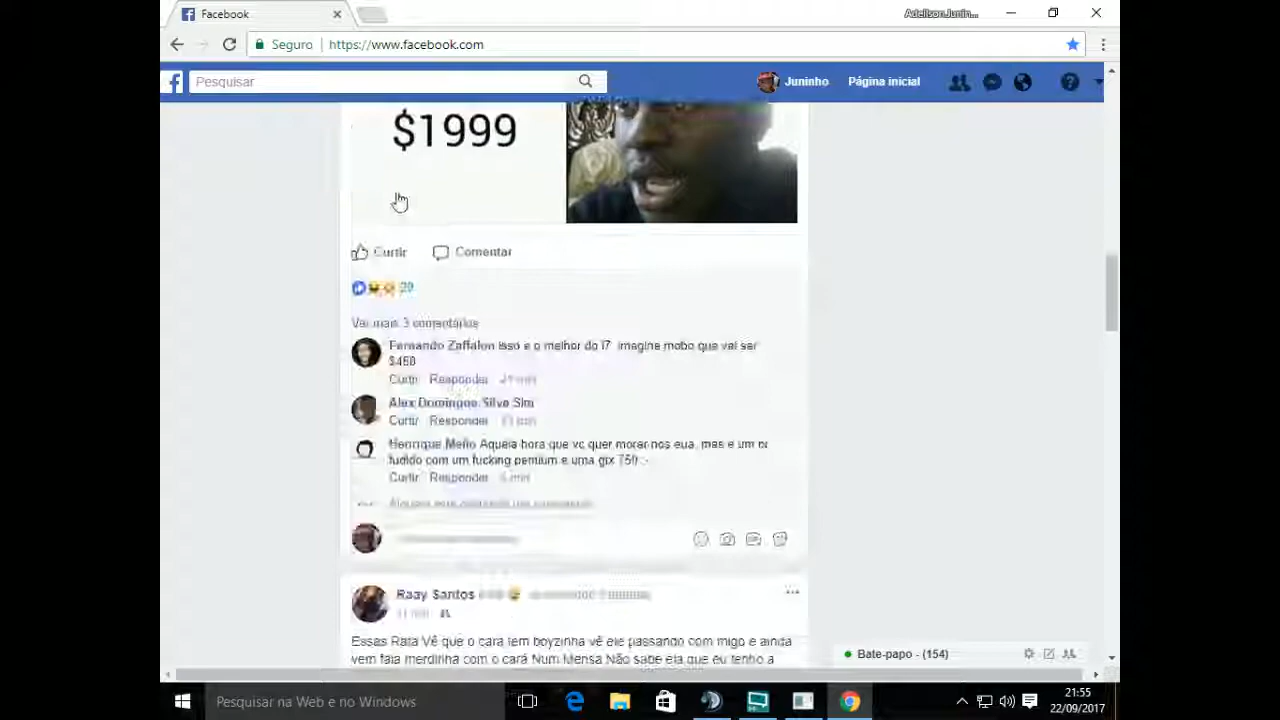 Facebook
Adeilson Junin...
Seguro | https://www.facebook.com
Pesquisar
Juninho
Página inicial
$1999
Curtir
Comentar
29
Ver mais 3 comentários
Fernando Zaffalon Isso e o melhor do i7 imagine mobo que vai ser
$450
Curtir Responder
Alex Domingos Silva Sim
Curtir Responder
Henrique Mello Aquela hora que vc quer morar nos eua, mas e um
fudido com um fucking pentium e uma gtx 750
Curtir Responder
Raay Santos
Essas Rata Vê que o cara tem boyzinha vê ele passando com migo e ainda
vem fala merdinha com o cará Num Mensa Não sabe ela que eu tenho a
Bate-papo - (154)
Pesquisar na Web e no Windows
21:55
22/09/2017